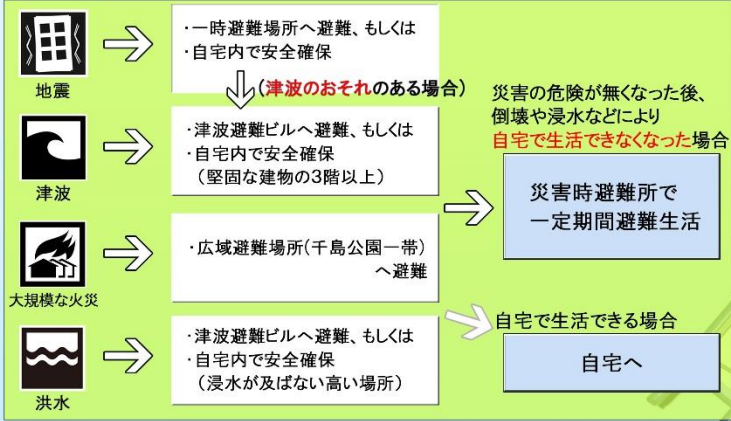 ・一時避難場所へ避難、もしくは
・自宅内で安全確保
地震
(津波のおそれのある場合)
・津波避難ビルへ避難、もしくは
・自宅内で安全確保
(堅固な建物の3階以上)
津波
・広域避難場所(千島公園一帯)
へ避難
大規模な火災
・津波避難ビルへ避難、もしくは
・自宅内で安全確保
(浸水が及ばない高い場所)
洪水
災害の危険が無くなった後、
倒壊や浸水などにより
自宅で生活できなくなった場合
災害時避難所で
一定期間避難生活
自宅で生活できる場合
自宅へ